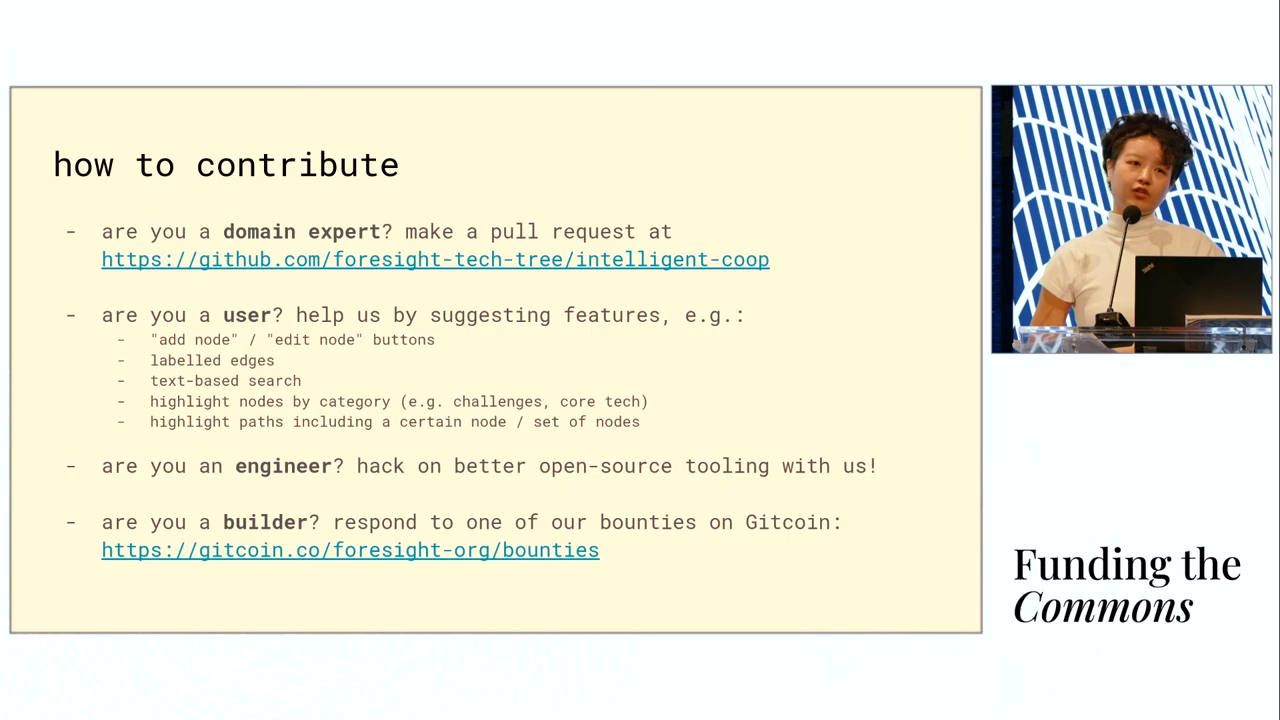 how to contribute
- are you a domain expert? make a pull request at
https://github.com/foresight-tech-tree/intelligent-coop
- are you a user? help us by suggesting features, e.g.:
- "add node" / "edit node" buttons
- labelled edges
- text-based search
- highlight nodes by category (e.g. challenges, core tech)
- highlight paths including a certain node / set of nodes
- are you an engineer? hack on better open-source tooling with us!
- are you a builder? respond to one of our bounties on Gitcoin:
https://gitcoin.co/foresight-org/bounties
ThinkPad
Funding the
Commons